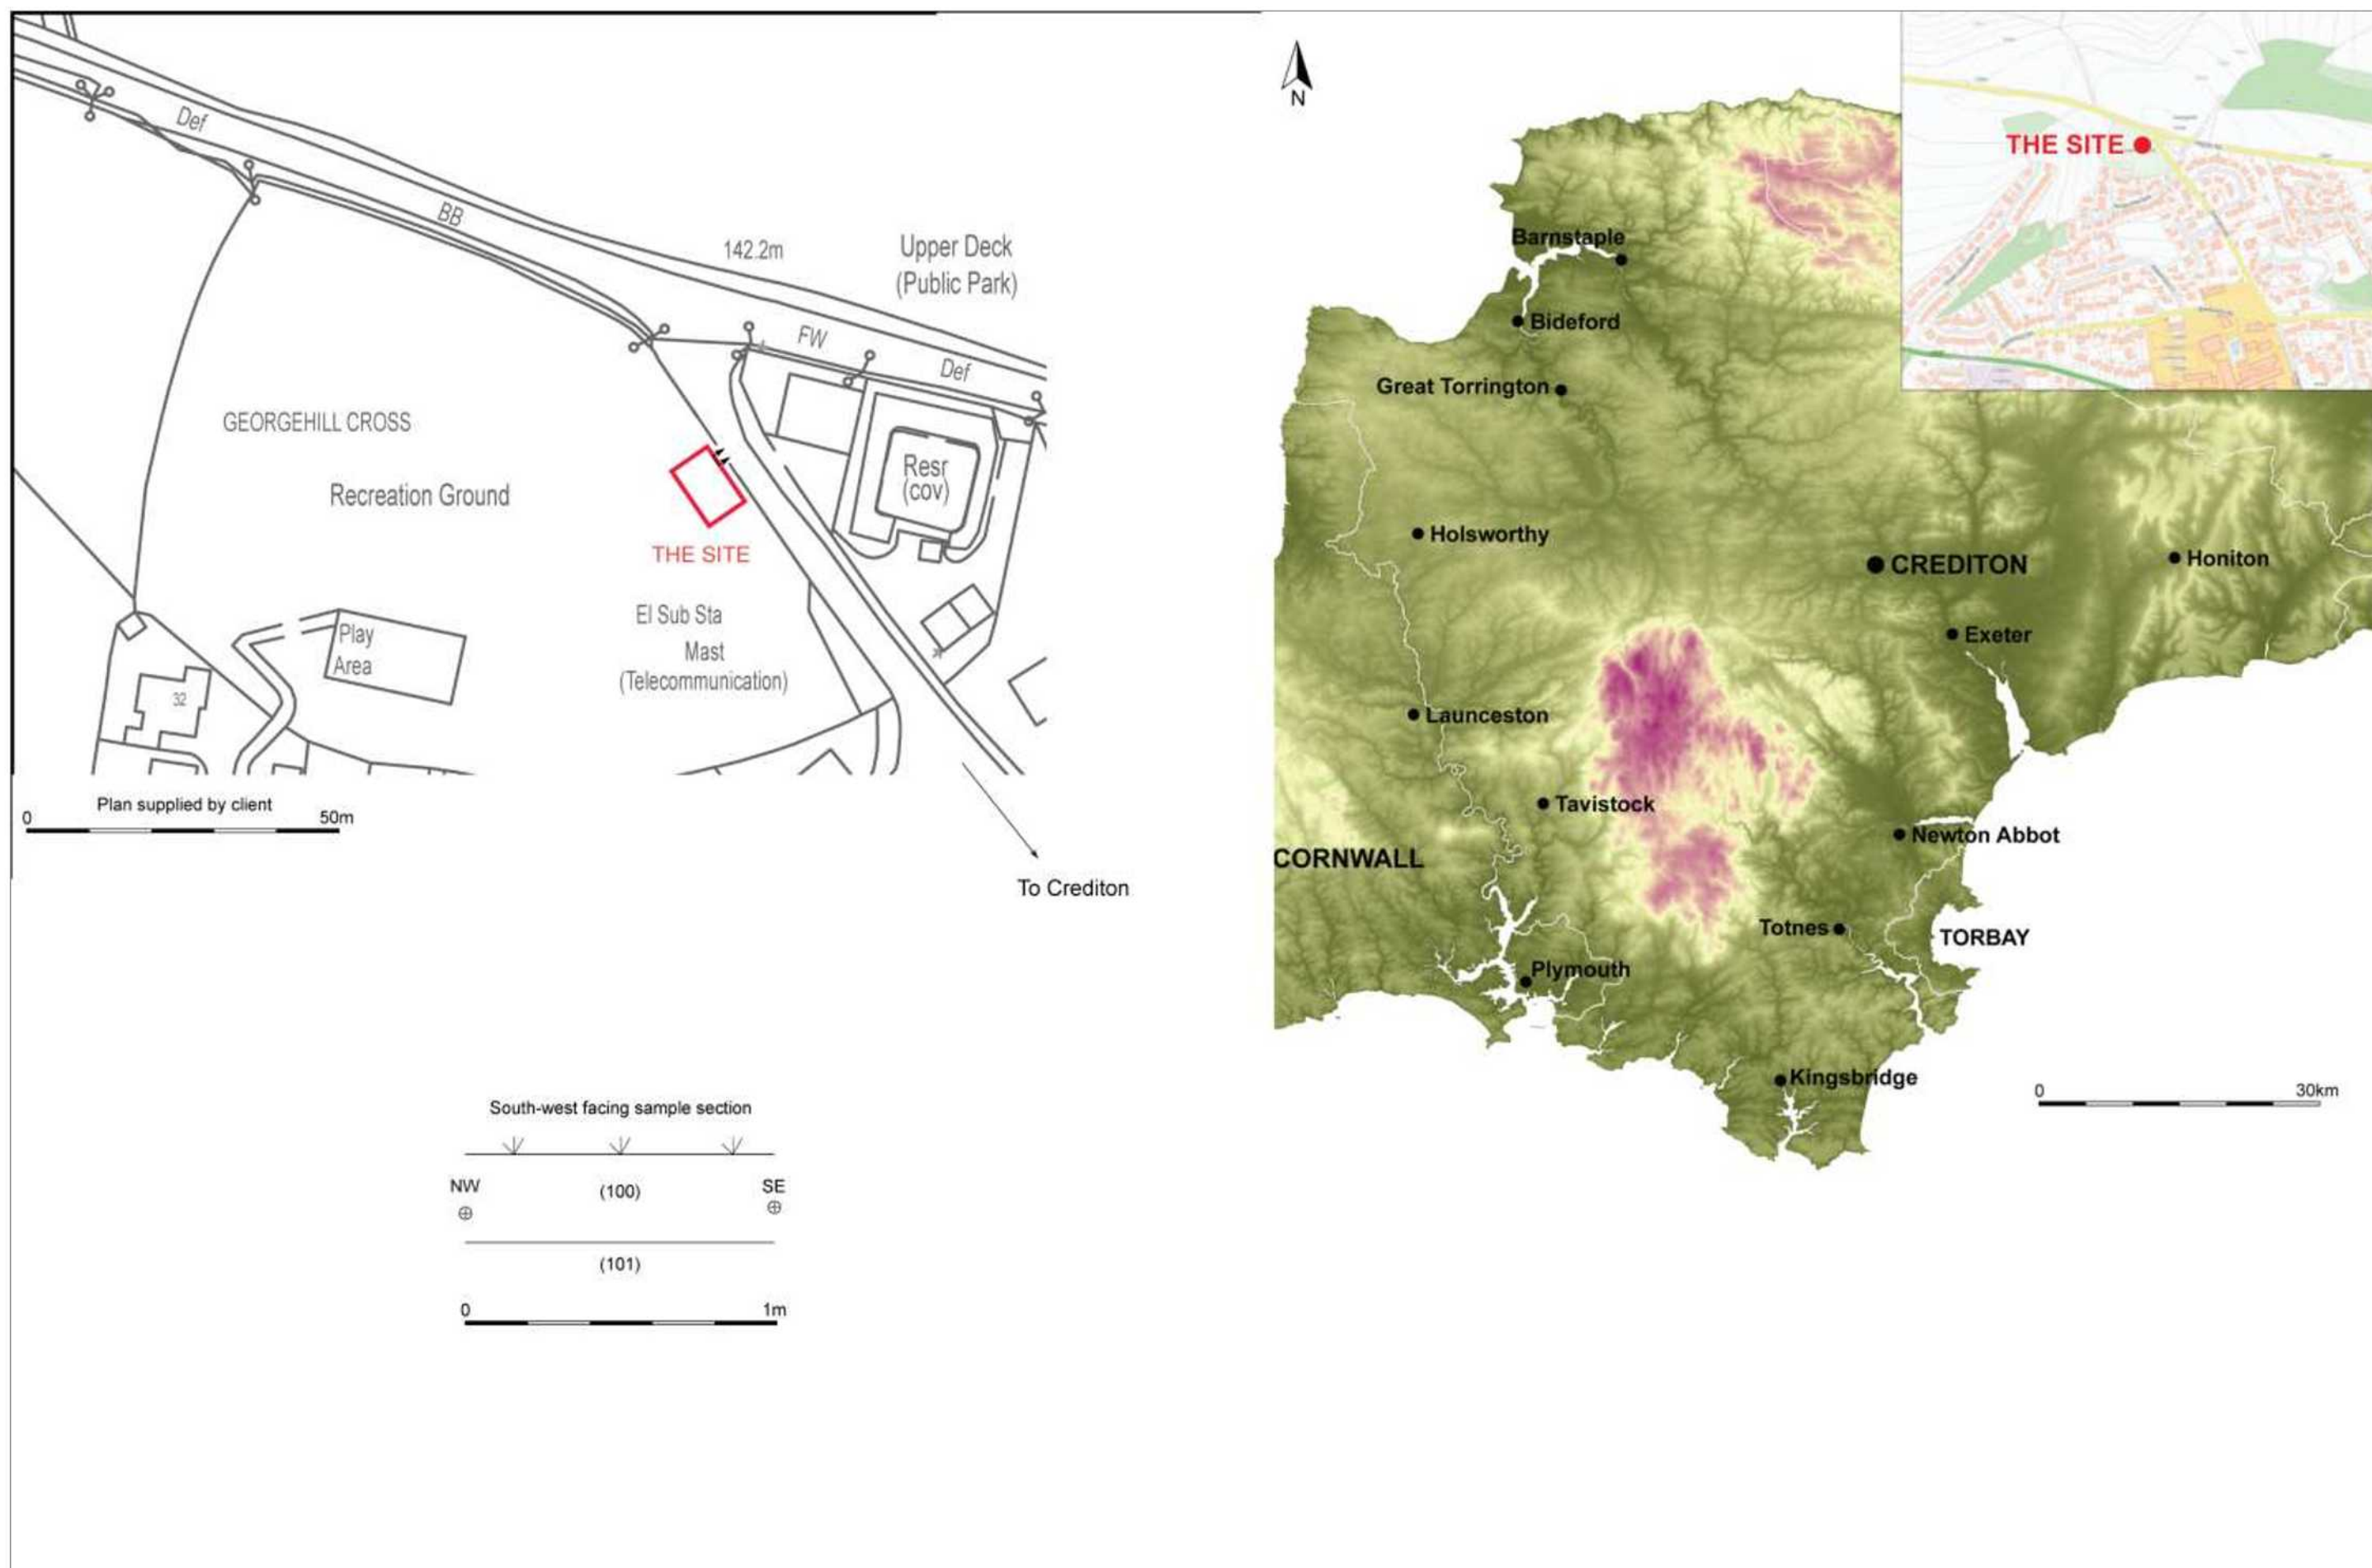 Def
BB
142.2m
Upper Deck
(Public Park)
FW
Def
GEORGEHILL CROSS
Recreation Ground
Resr
(cov)
THE SITE
El Sub Sta
Mast
(Telecommunication)
Play
Area
32
Plan supplied by client
0 50m
To Crediton
South-west facing sample section
NW (100) SE
(101)
0 1m
N
THE SITE
Barnstaple
Bideford
Great Torrington
Holsworthy
CREDITON
Honiton
Exeter
Launceston
Tavistock
Newton Abbot
CORNWALL
Totnes
TORBAY
Plymouth
Kingsbridge
0 30km